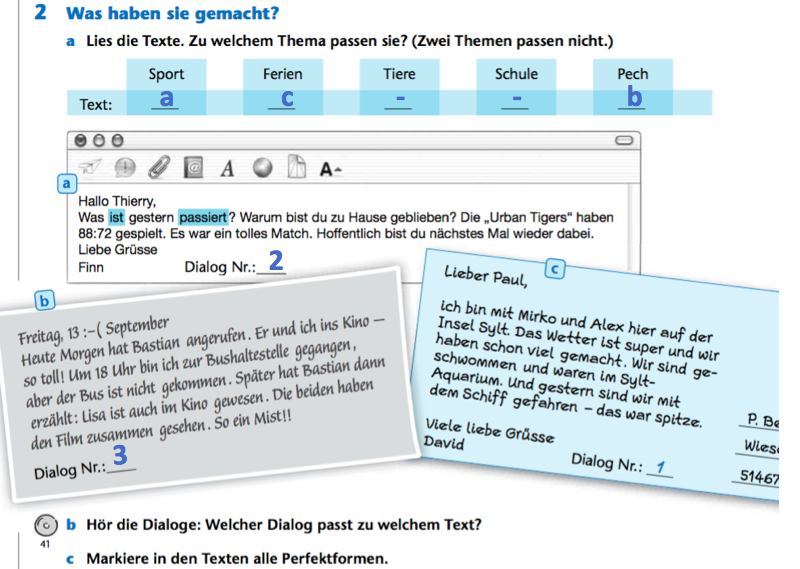 2 Was haben sie gemacht?
a Lies die Texte. Zu welchem Thema passen sie? (Zwei Themen passen nicht.)
Sport Ferien Tiere Schule Pech
Text: a c - - b
A A
a
Hallo Thierry,
Was ist gestern passiert? Warum bist du zu Hause geblieben? Die „Urban Tigers" haben
88:72 gespielt. Es war ein tolles Match. Hoffentlich bist du nächstes Mal wieder dabei.
Liebe Grüsse
Finn Dialog Nr.: 2
b
Freitag, 13 :–( September
Heute Morgen hat Bastian angerufen. Er und ich ins Kino –
so toll! Um 18 Uhr bin ich zur Bushaltestelle gegangen,
aber der Bus ist nicht gekommen. Später hat Bastian dann
erzählt: Lisa ist auch im Kino gewesen. Die beiden haben
den Film zusammen gesehen. So ein Mist!!
Dialog Nr.: 3
c
Lieber Paul,
ich bin mit Mirko und Alex hier auf der
Insel Sylt. Das Wetter ist super und wir
haben schon viel gemacht. Wir sind ge-
schwommen und waren im Sylt-
Aquarium. Und gestern sind wir mit
dem Schiff gefahren – das war spitze.
Viele liebe Grüsse
David
Dialog Nr.: 1
P. Be
Wies
51467
b Hör die Dialoge: Welcher Dialog passt zu welchem Text?
41
c Markiere in den Texten alle Perfektformen.